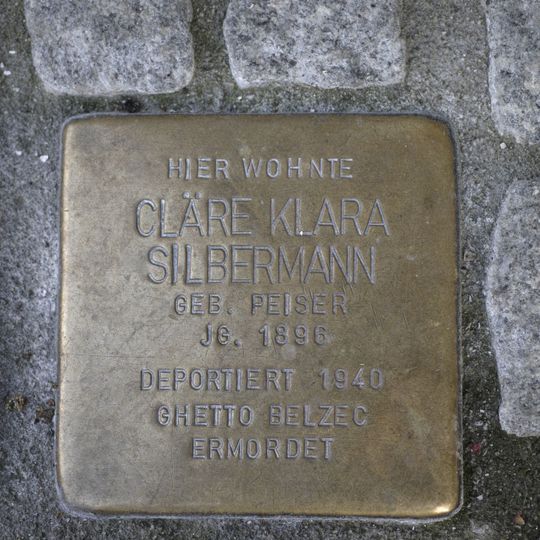 HIER WOHNTE
CLÄRE KLARA
SILBERMANN
GEB. PEISER
JG. 1896
DEPORTIERT 1940
GHETTO BELZEC
ERMORDET